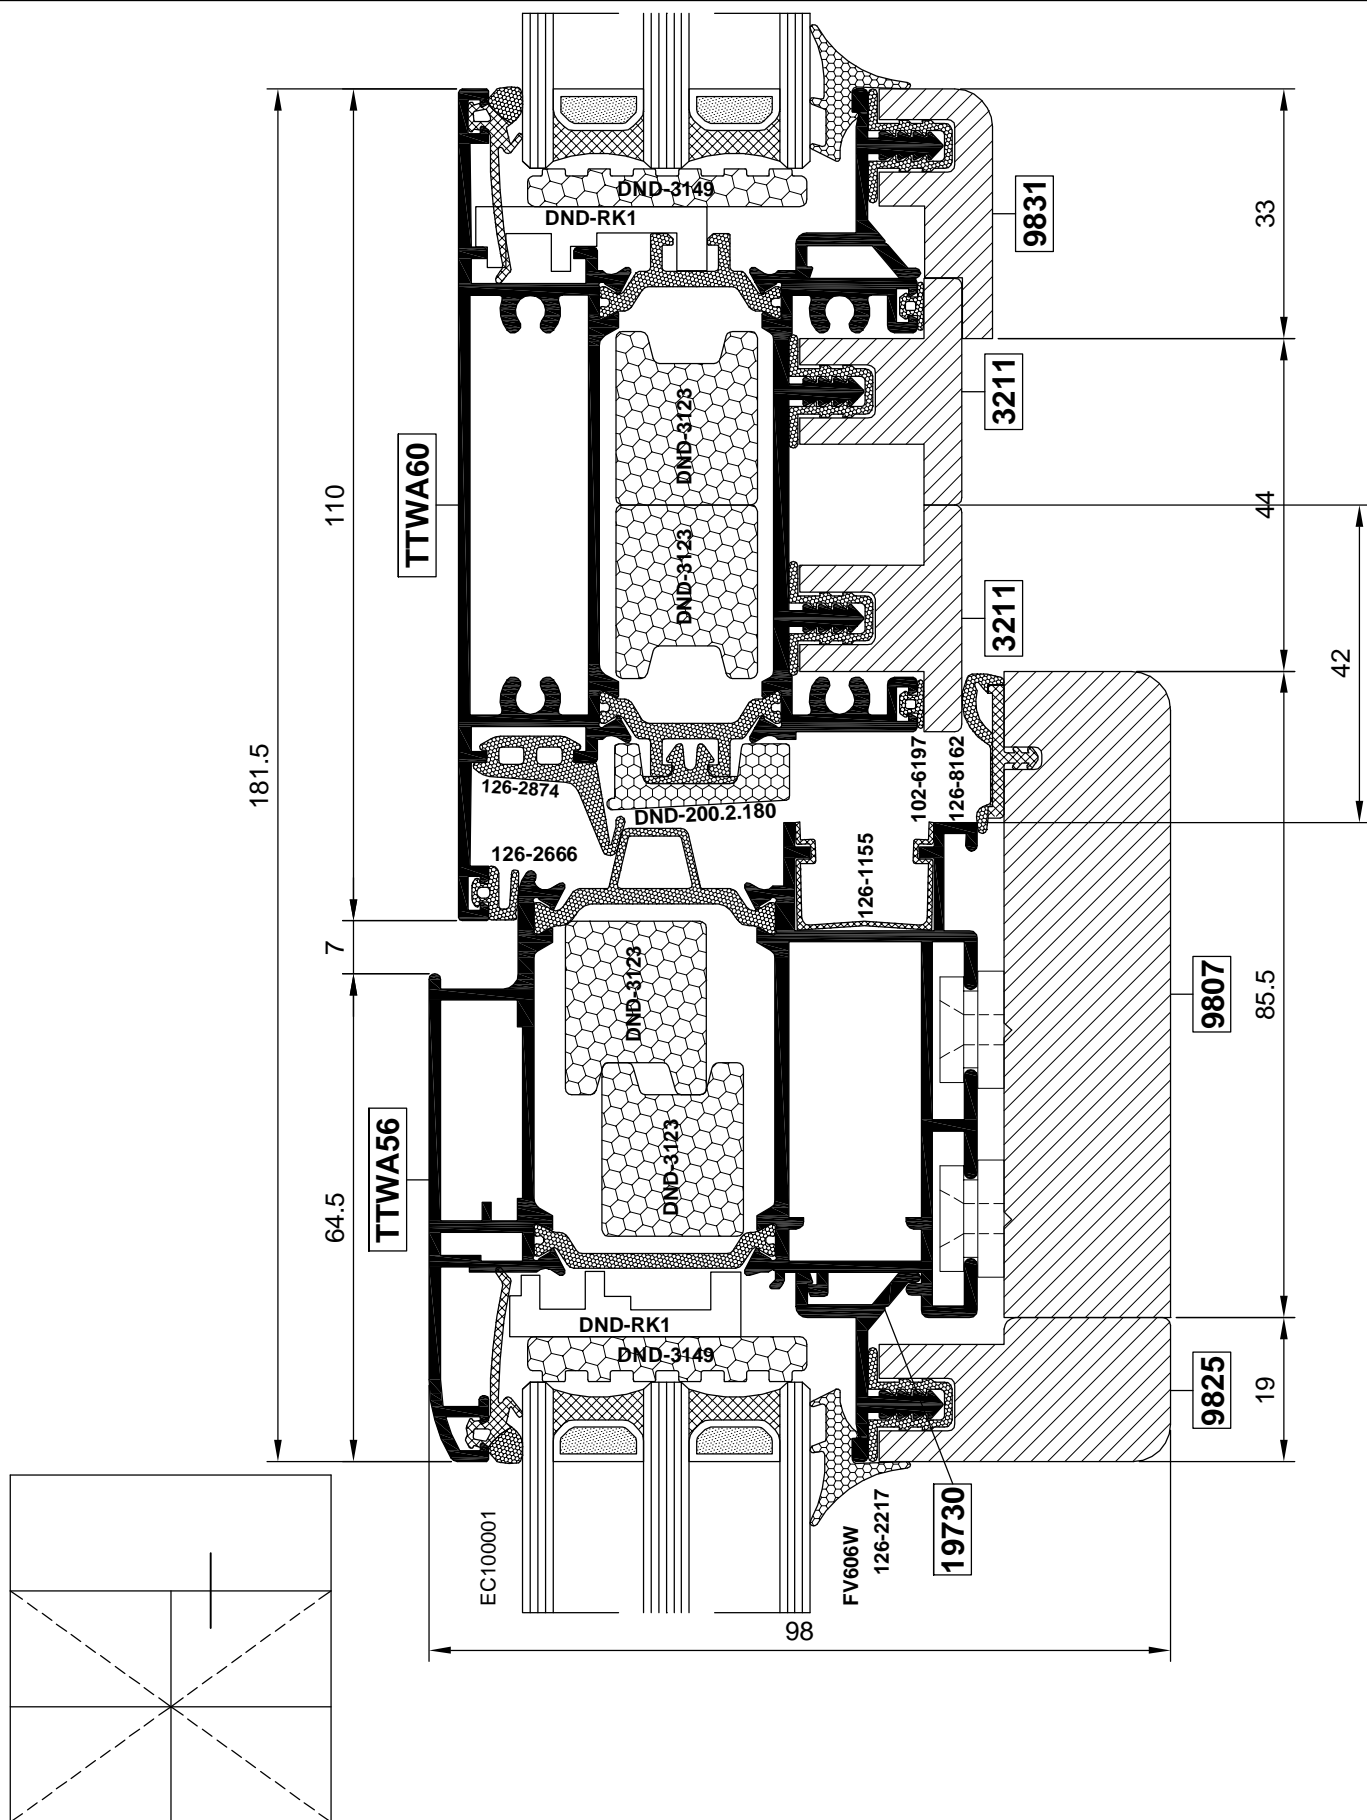 DND-3149
DND-RK1
9831
33
TTWA60
110
DND-3123
3211
44
DND-3123
3211
42
181.5
126-2874
DND-200.2.180
102-6197
126-8162
126-2666
126-1155
7
DND-3123
9807
85.5
TTWA56
64.5
DND-3123
DND-RK1
DND-3149
9825
19
EC100001
FV606W
126-2217
19730
98